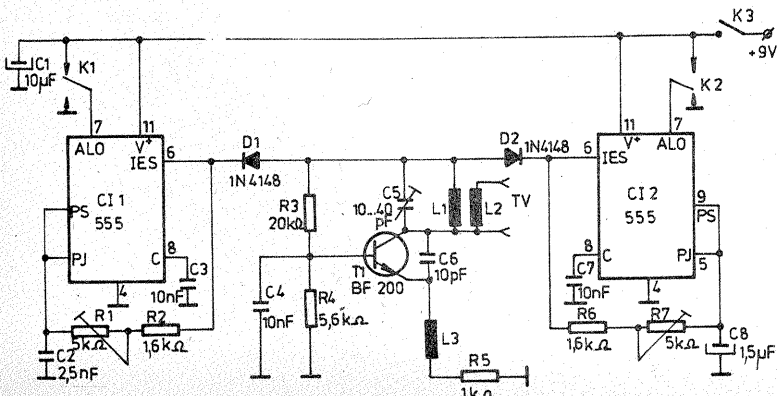 K3
+9V
C1
10µF
K1
K2
7
11
ALO
V+
IES
6
CI 1
555
PS
PJ
C
8
4
C3
10nF
R1
5kΩ
R2
1,6kΩ
C2
2,5nF
D1
1N4148
R3
20kΩ
C4
10nF
R4
5,6kΩ
T1
BF 200
C5
10...40
pF
C6
10pF
L1
L2
TV
L3
R5
1kΩ
D2
1N4148
11
7
V+
ALO
6
IES
CI 2
555
9
PS
8
C
PJ
5
4
C7
10nF
R6
1,6kΩ
R7
5kΩ
C8
1,5µF